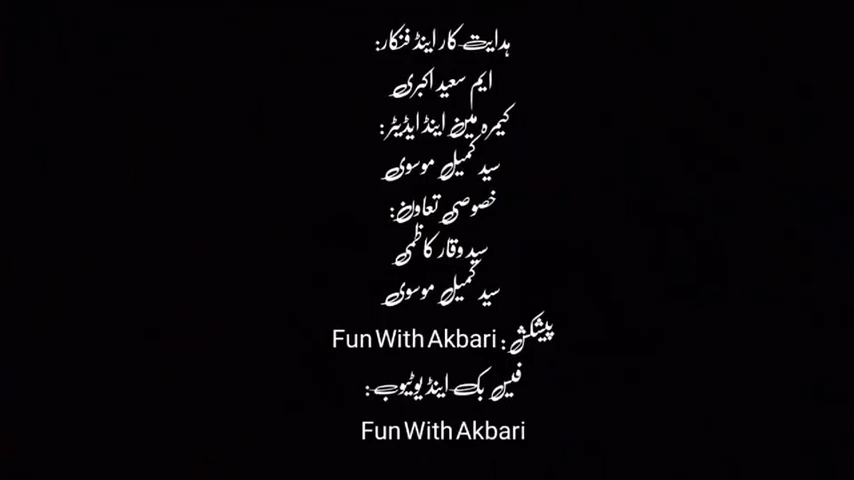 ہدایت کار اینڈ فنکار:
ایم سعید اکبری
کیمرہ مین اینڈ ایڈیٹر:
سید کمیل موسوی
خصوصی تعاون:
سید وقار کاظمی
سید کمیل موسوی
پیشکش : Fun With Akbari
فیس بک اینڈ یوٹیوب:
Fun With Akbari